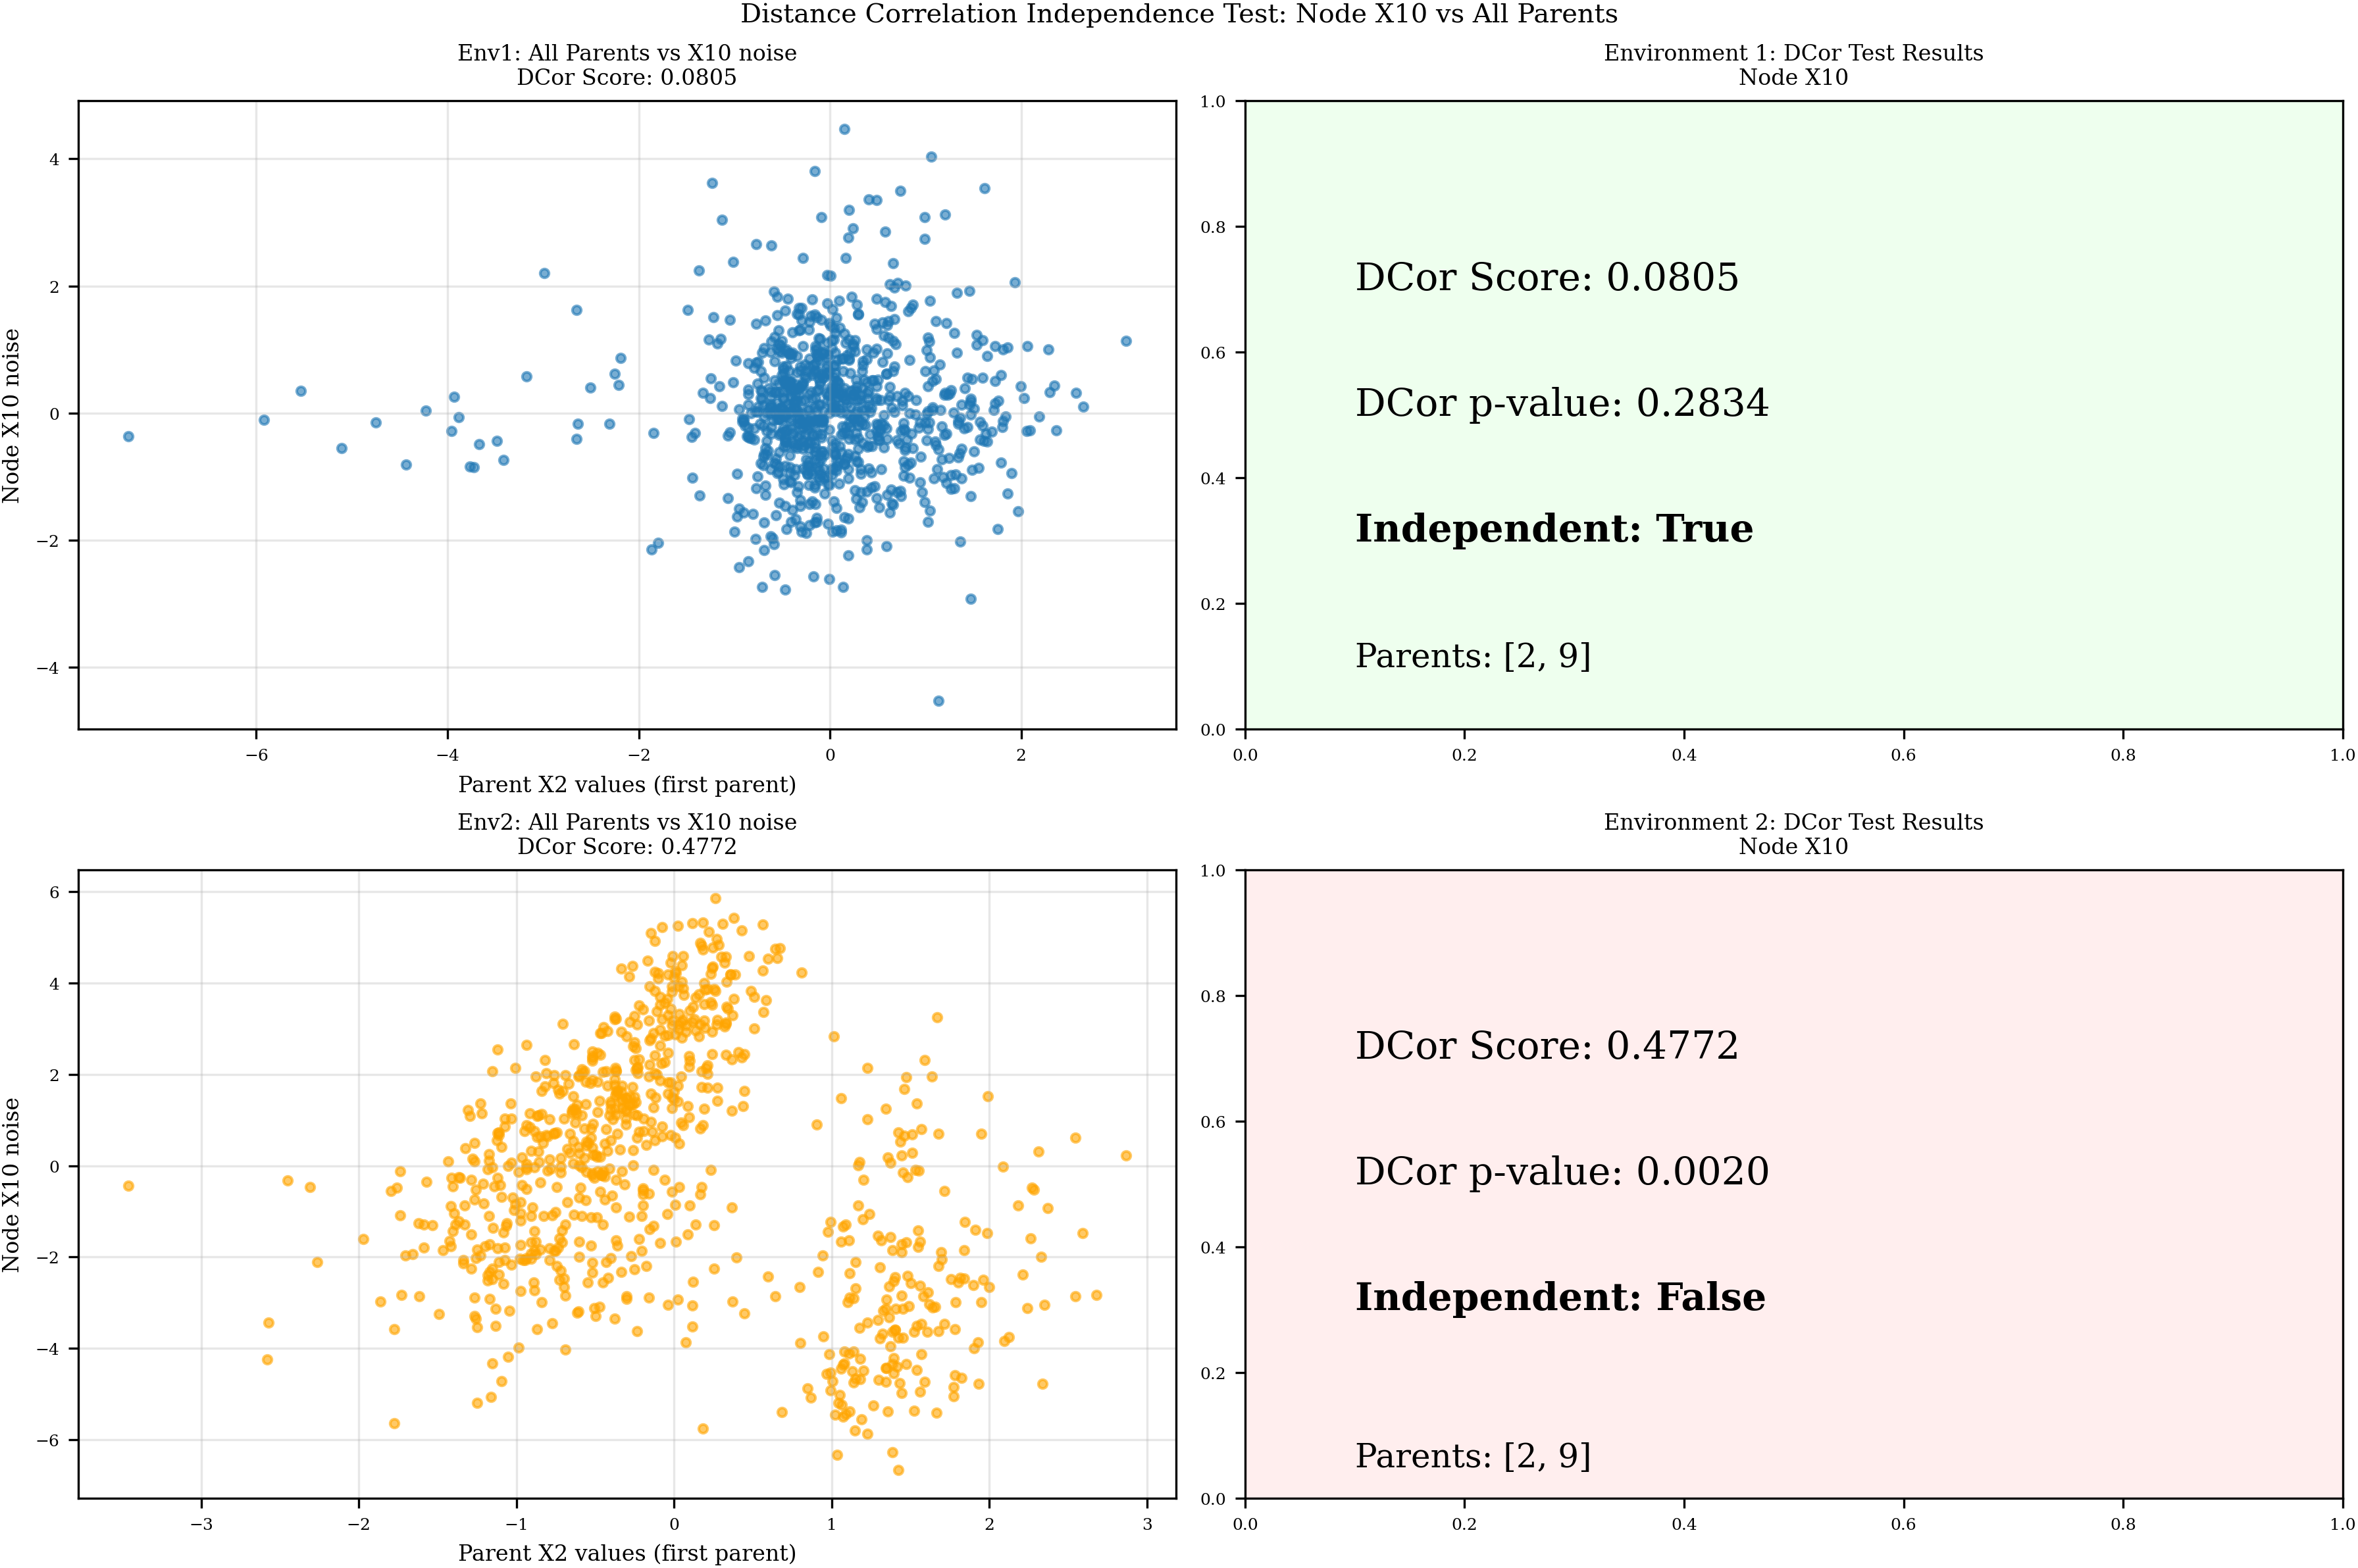 Distance Correlation Independence Test: Node X10 vs All Parents
Env1: All Parents vs X10 noise
DCor Score: 0.0805
4
2
0
−2
−4
Node X10 noise
−6
−4
−2
0
2
Parent X2 values (first parent)
Environment 1: DCor Test Results
Node X10
1.0
0.8
0.6
0.4
0.2
0.0
DCor Score: 0.0805
DCor p-value: 0.2834
Independent: True
Parents: [2, 9]
0.0
0.2
0.4
0.6
0.8
1.0
Env2: All Parents vs X10 noise
DCor Score: 0.4772
6
4
2
0
−2
−4
−6
Node X10 noise
−3
−2
−1
0
1
2
3
Parent X2 values (first parent)
Environment 2: DCor Test Results
Node X10
1.0
0.8
0.6
0.4
0.2
0.0
DCor Score: 0.4772
DCor p-value: 0.0020
Independent: False
Parents: [2, 9]
0.0
0.2
0.4
0.6
0.8
1.0